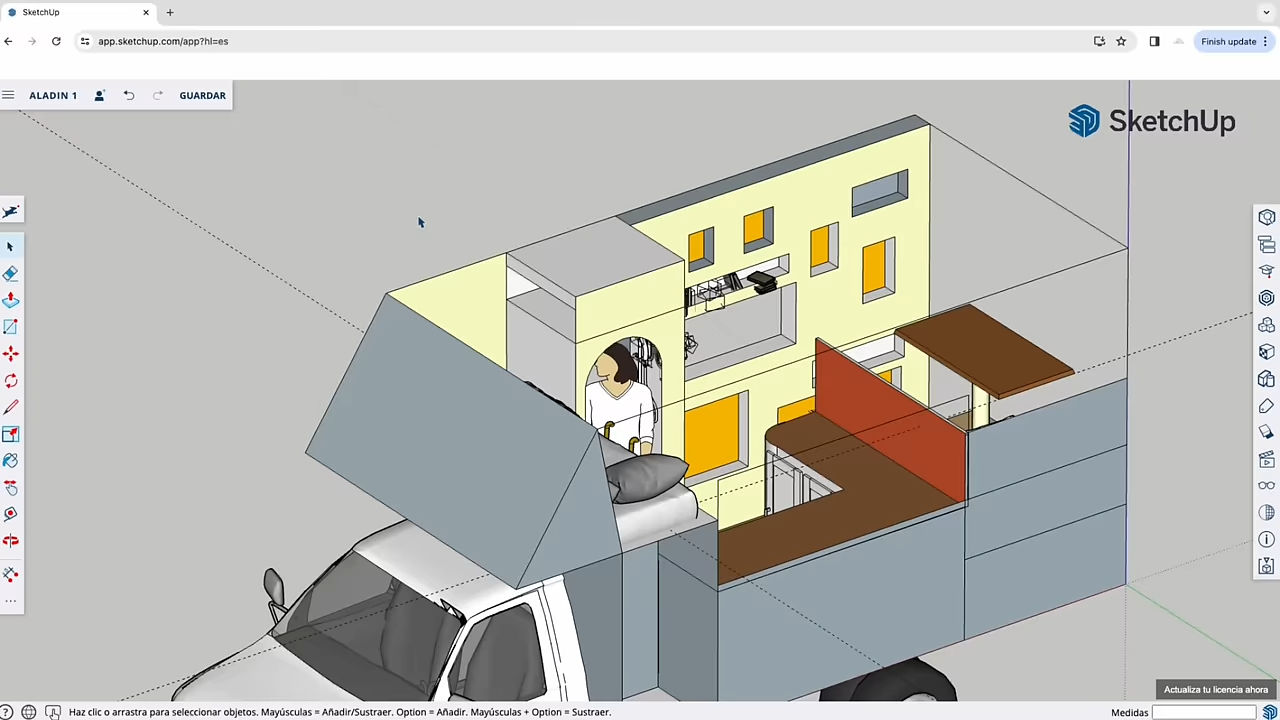 SketchUp
app.sketchup.com/app?hl=es
Finish update
ALADIN 1
GUARDAR
SketchUp
Actualiza tu licencia ahora
Haz clic o arrastra para seleccionar objetos. Mayúsculas = Añadir/Sustraer. Option = Añadir. Mayúsculas + Option = Sustraer.
Medidas